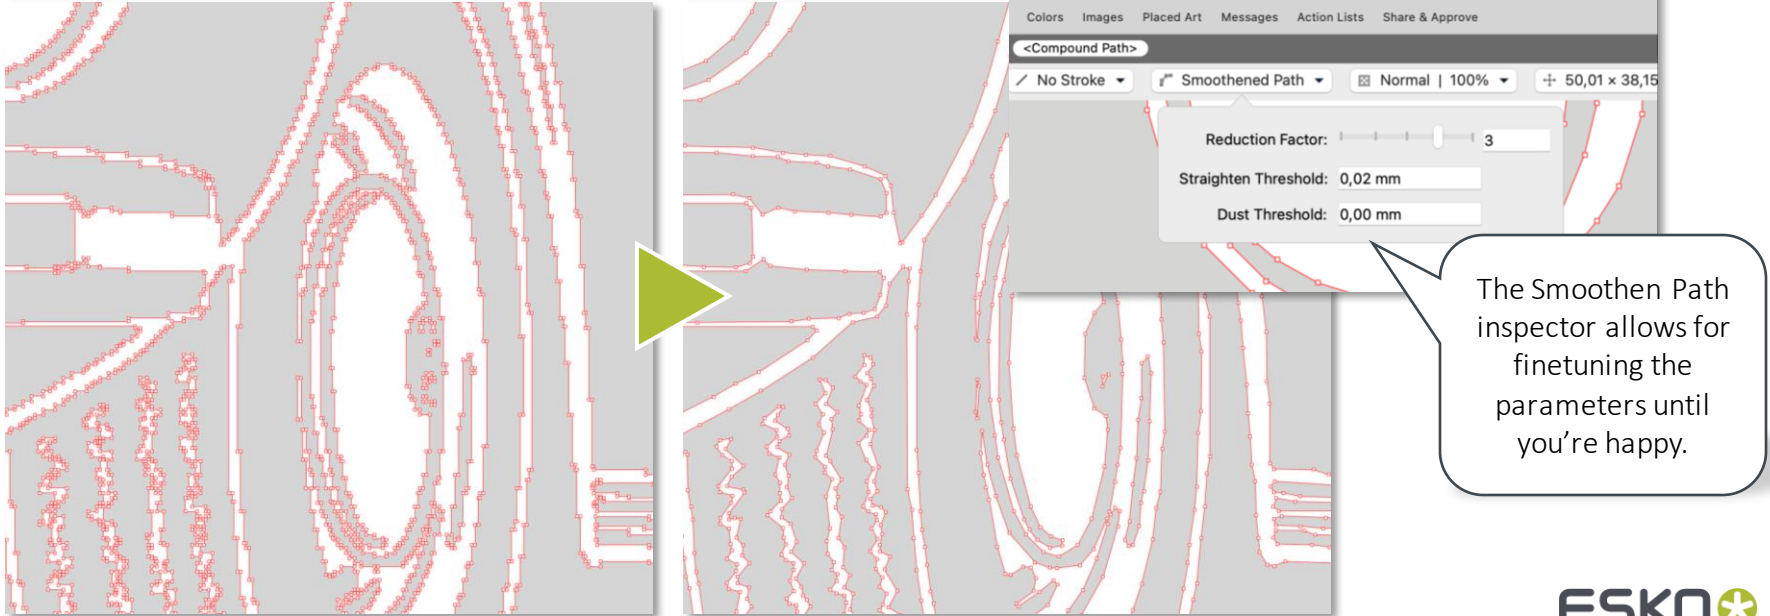 Colors Images Placed Art Messages Action Lists Share & Approve
<Compound Path>
No Stroke Smoothened Path Normal | 100% 50,01 × 38,15
Reduction Factor: 3
Straighten Threshold: 0,02 mm
Dust Threshold: 0,00 mm
The Smoothen Path
inspector allows for
finetuning the
parameters until
you're happy.
ESKO